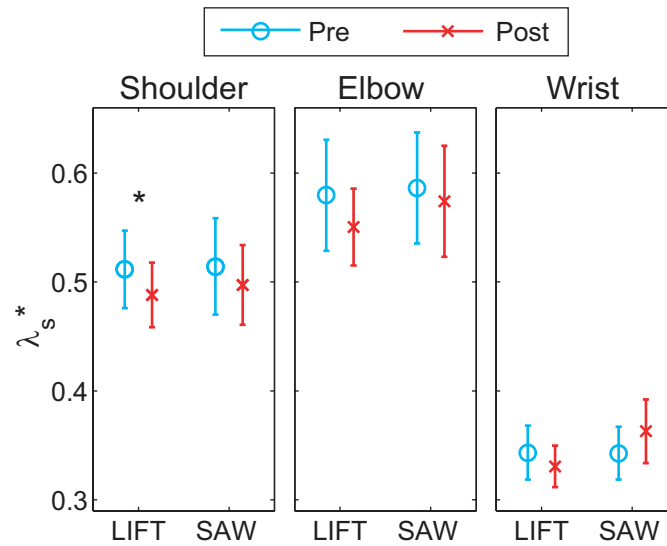 Pre Post
Shoulder Elbow Wrist
0.6
*
0.5
λs*
0.4
0.3
LIFT SAW LIFT SAW LIFT SAW